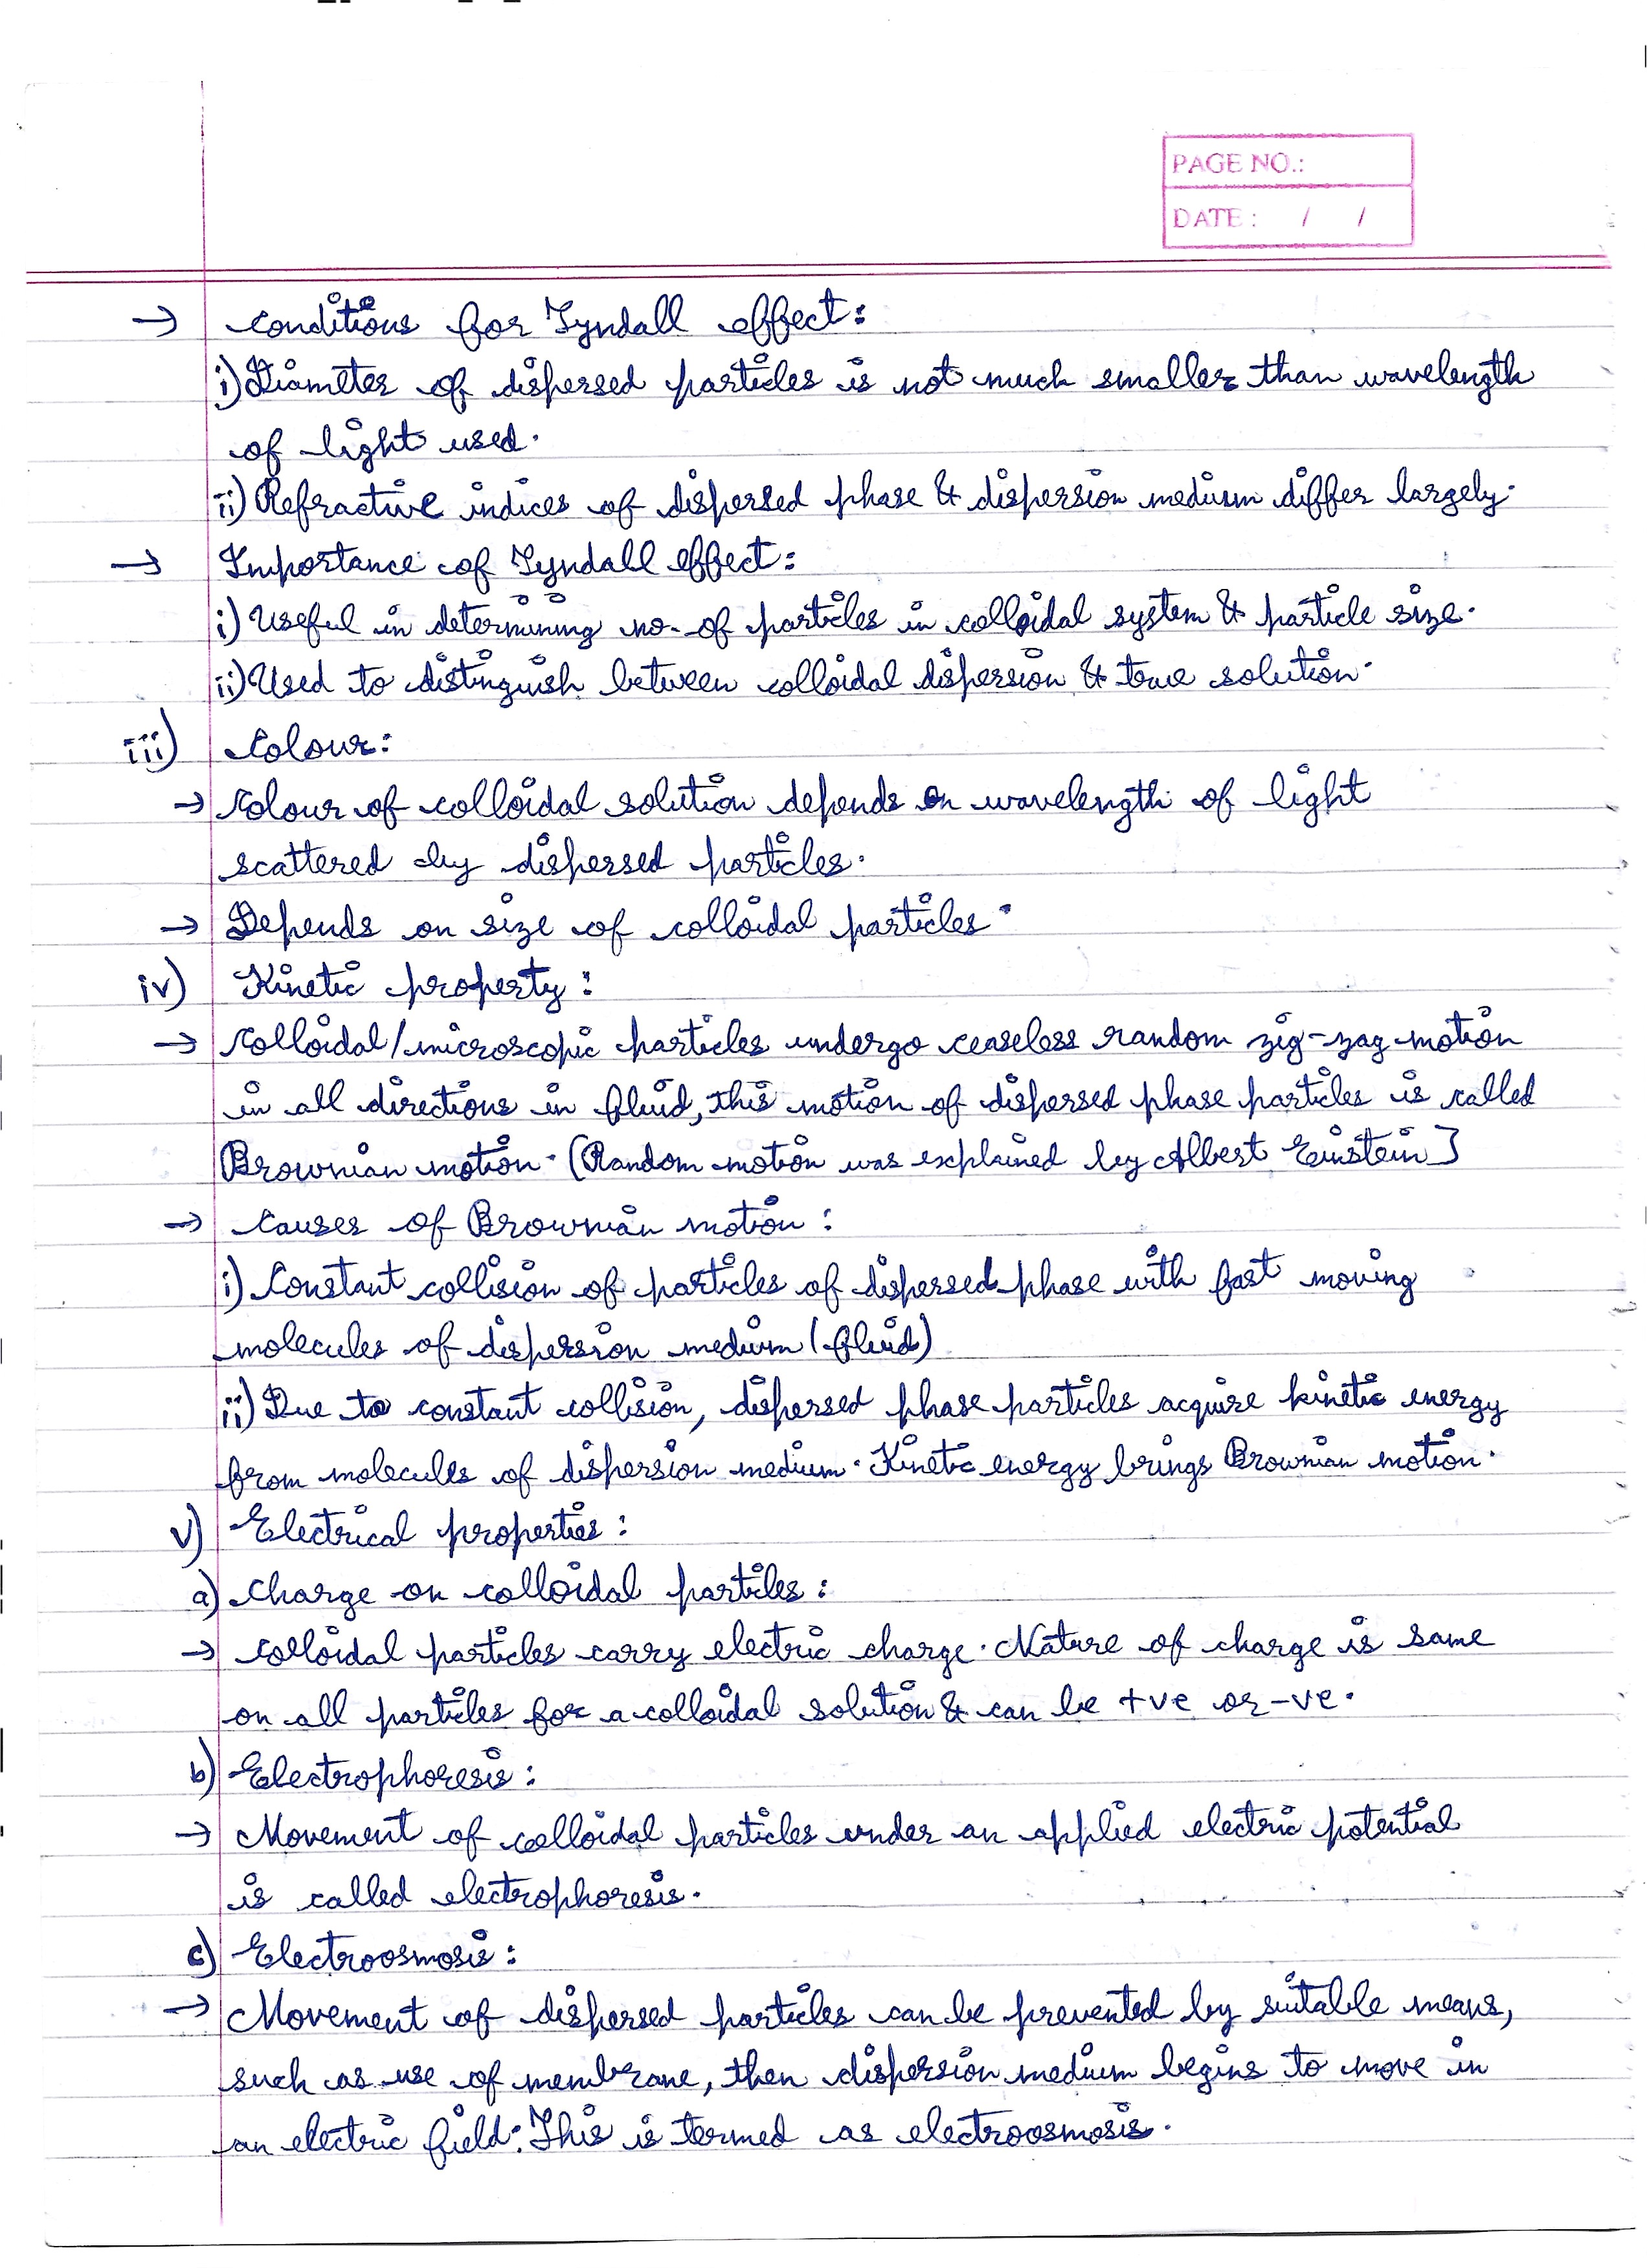 PAGE NO.:
DATE : / /
→ Conditions for Tyndall effect:
i) Diameter of dispersed particles is not much smaller than wavelength
of light used.
ii) Refractive indices of dispersed phase & dispersion medium differ largely.
→ Importance of Tyndall effect:
i) Useful in determining no. of particles in colloidal system & particle size.
ii) Used to distinguish between colloidal dispersion & true solution.
iii) Colour:
→ Colour of colloidal solution depends on wavelength of light
scattered by dispersed particles.
→ Depends on size of colloidal particles.
iv) Kinetic property:
→ Colloidal/microscopic particles undergo ceaseless random zig-zag motion
in all directions in fluid, this motion of dispersed phase particles is called
Brownian motion. (Random motion was explained by Albert Einstein]
→ Causes of Brownian motion:
i) Constant collision of particles of dispersed phase with fast moving
molecules of dispersion medium (fluid)
ii) Due to constant collision, dispersed phase particles acquire kinetic energy
from molecules of dispersion medium. Kinetic energy brings Brownian motion.
v) Electrical properties:
a) Charge on colloidal partiles:
→ Colloidal particles carry electric charge. Nature of charge is same
on all partiles for a colloidal solution & can be +ve or -ve.
b) Electrophoresis:
→ Movement of colloidal particles under an applied electric potential
is called electrophoresis.
c) Electroosmosis:
→ Movement of dispersed particles can be prevented by suitable means,
such as use of membrane, then dispersion medium begins to move in
an electric field. This is termed as electroosmosis.